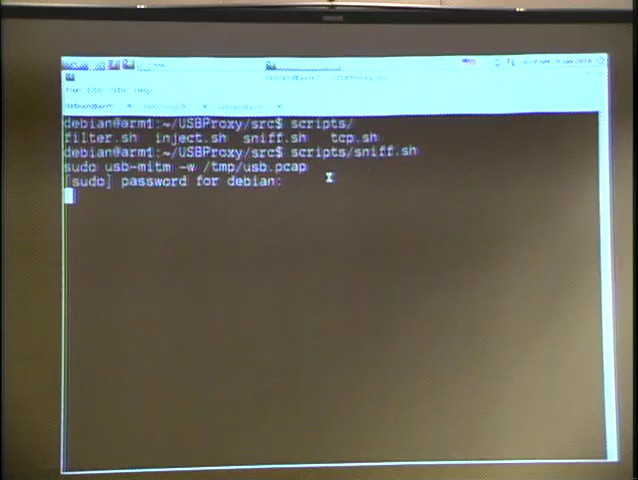 debian@arm1:~/USBProxy/src$ scripts/
filter.sh inject.sh sniff.sh tcp.sh
debian@arm1:~/USBProxy/src$ scripts/sniff.sh
sudo usb-mitm -w /tmp/usb.pcap
[sudo] password for debian: